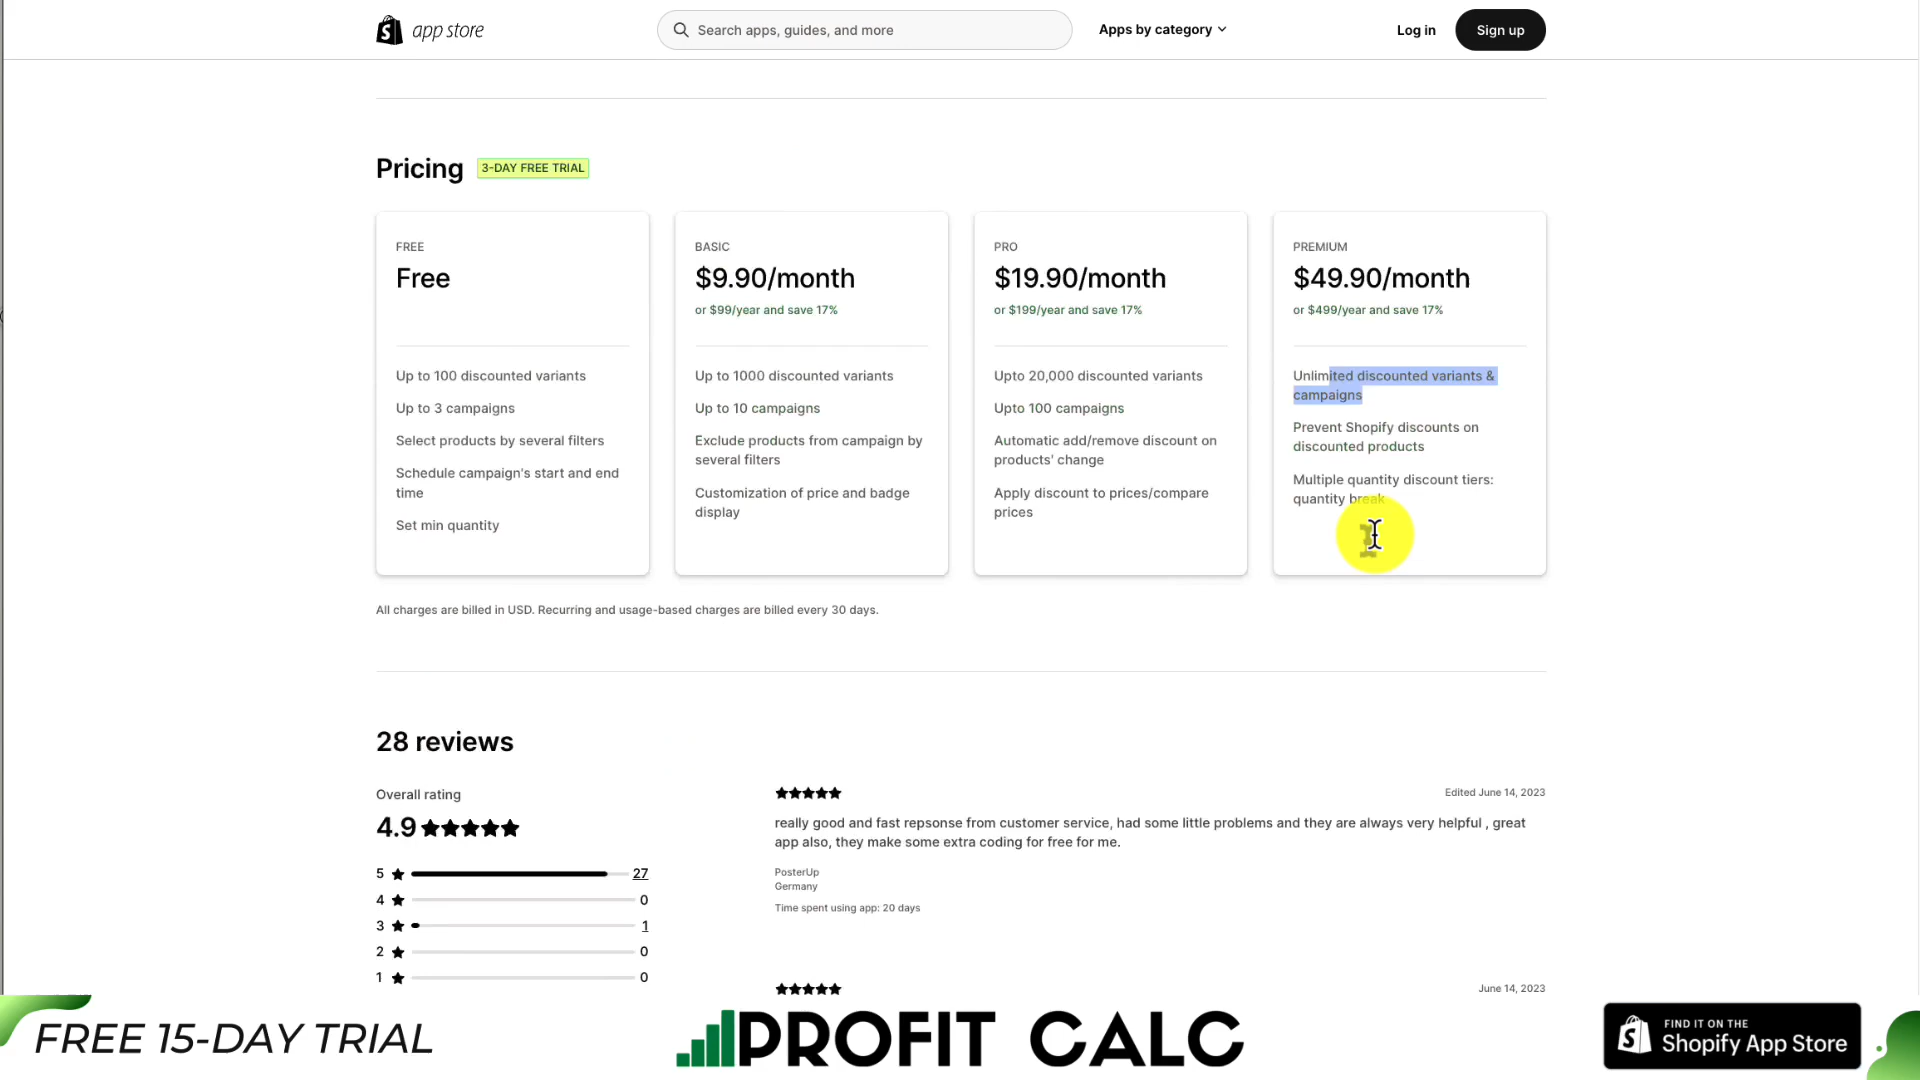 app store
Search apps, guides, and more
Apps by category
Log in
Sign up
Pricing
3-DAY FREE TRIAL
FREE
Free
Up to 100 discounted variants
Up to 3 campaigns
Select products by several filters
Schedule campaign's start and end
time
Set min quantity
BASIC
$9.90/month
or $99/year and save 17%
Up to 1000 discounted variants
Up to 10 campaigns
Exclude products from campaign by
several filters
Customization of price and badge
display
PRO
$19.90/month
or $199/year and save 17%
Upto 20,000 discounted variants
Upto 100 campaigns
Automatic add/remove discount on
products' change
Apply discount to prices/compare
prices
PREMIUM
$49.90/month
or $499/year and save 17%
Unlimited discounted variants &
campaigns
Prevent Shopify discounts on
discounted products
Multiple quantity discount tiers:
quantity break
All charges are billed in USD. Recurring and usage-based charges are billed every 30 days.
28 reviews
Overall rating
4.9
5 27
4 0
3 1
2 0
1 0
Edited June 14, 2023
really good and fast repsonse from customer service, had some little problems and they are always very helpful , great
app also, they make some extra coding for free for me.
PosterUp
Germany
Time spent using app: 20 days
June 14, 2023
FREE 15-DAY TRIAL
PROFIT CALC
FIND IT ON THE
Shopify App Store